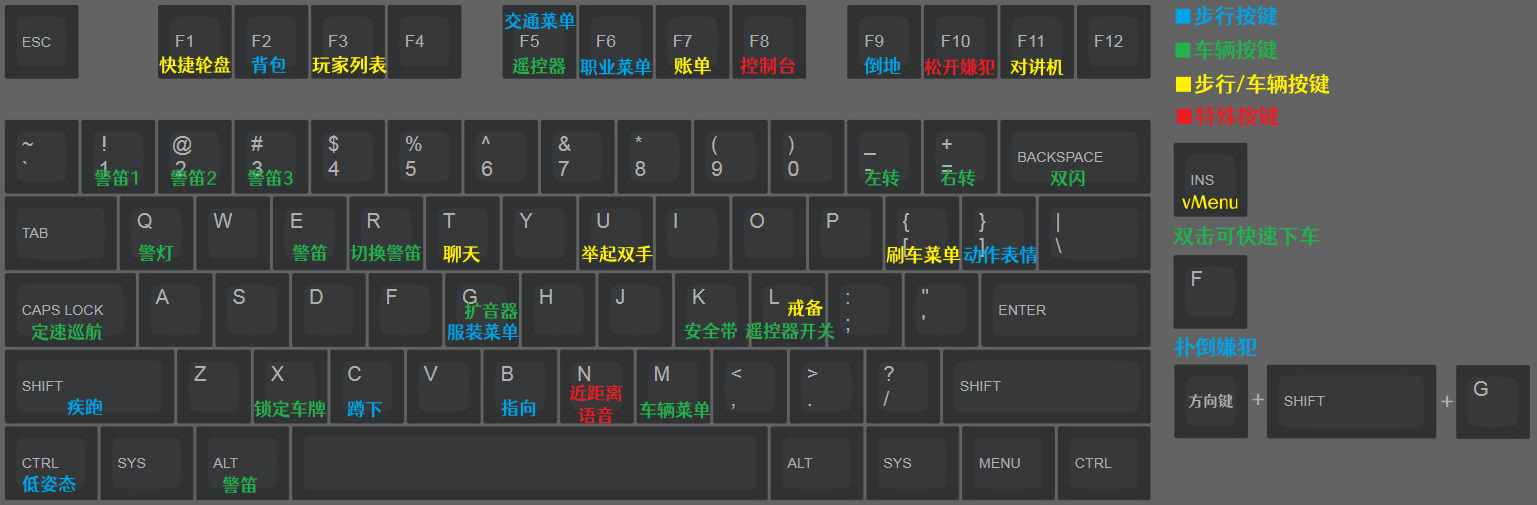 交通菜单
ESC
F1
F2
F3
F4
F5
F6
F7
F8
F9
F10
F11
F12
快捷轮盘
背包
玩家列表
遥控器
职业菜单
账单
控制台
倒地
松开嫌犯
对讲机
■步行按键
■车辆按键
■步行/车辆按键
■特殊按键
~
`
!
1
警笛1
@
2
警笛2
#
3
警笛3
$
4
%
5
^
6
&
7
*
8
(
9
)
0
_
-
左转
+
=
右转
BACKSPACE
双闪
INS
vMenu
TAB
Q
警灯
W
E
警笛
R
切换警笛
T
聊天
Y
U
举起双手
I
O
P
{
[
刷车菜单
}
]
动作表情
|
\
双击可快速下车
F
CAPS LOCK
定速巡航
A
S
D
F
G
扩音器
服装菜单
H
J
K
安全带
L
戒备
遥控器开关
:
;
"
'
ENTER
扑倒嫌犯
方向键
+
SHIFT
+
G
SHIFT
疾跑
Z
X
锁定车牌
C
蹲下
V
B
指向
N
近距离
语音
M
车辆菜单
<
,
>
.
?
/
SHIFT
CTRL
低姿态
SYS
ALT
警笛
ALT
SYS
MENU
CTRL